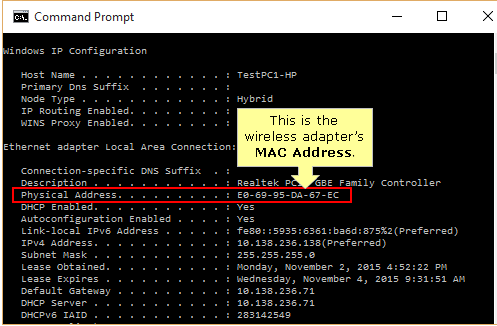 Command Prompt
Windows IP Configuration
Host Name . . . . . . . . . . . . : TestPC1-HP
Primary Dns Suffix . . . . . . . :
Node Type . . . . . . . . . . . . : Hybrid
IP Routing Enabled. . . . . . . . :
WINS Proxy Enabled. . . . . . . . :
This is the
wireless adapter's
MAC Address.
Ethernet adapter Local Area Connection:
Connection-specific DNS Suffix . :
Description . . . . . . . . . . . : Realtek PCI GBE Family Controller
Physical Address. . . . . . . . . : E0-69-95-DA-67-EC
DHCP Enabled. . . . . . . . . . . : Yes
Autoconfiguration Enabled . . . . : Yes
Link-local IPv6 Address . . . . . : fe80::5935:6361:ba6d:875%2(Preferred)
IPv4 Address. . . . . . . . . . . : 10.138.236.138(Preferred)
Subnet Mask . . . . . . . . . . . : 255.255.255.0
Lease Obtained. . . . . . . . . . : Monday, November 2, 2015 4:52:22 PM
Lease Expires . . . . . . . . . . : Wednesday, November 4, 2015 9:31:51 AM
Default Gateway . . . . . . . . . : 10.138.236.71
DHCP Server . . . . . . . . . . . : 10.138.236.71
DHCPv6 IAID . . . . . . . . . . . : 283142549